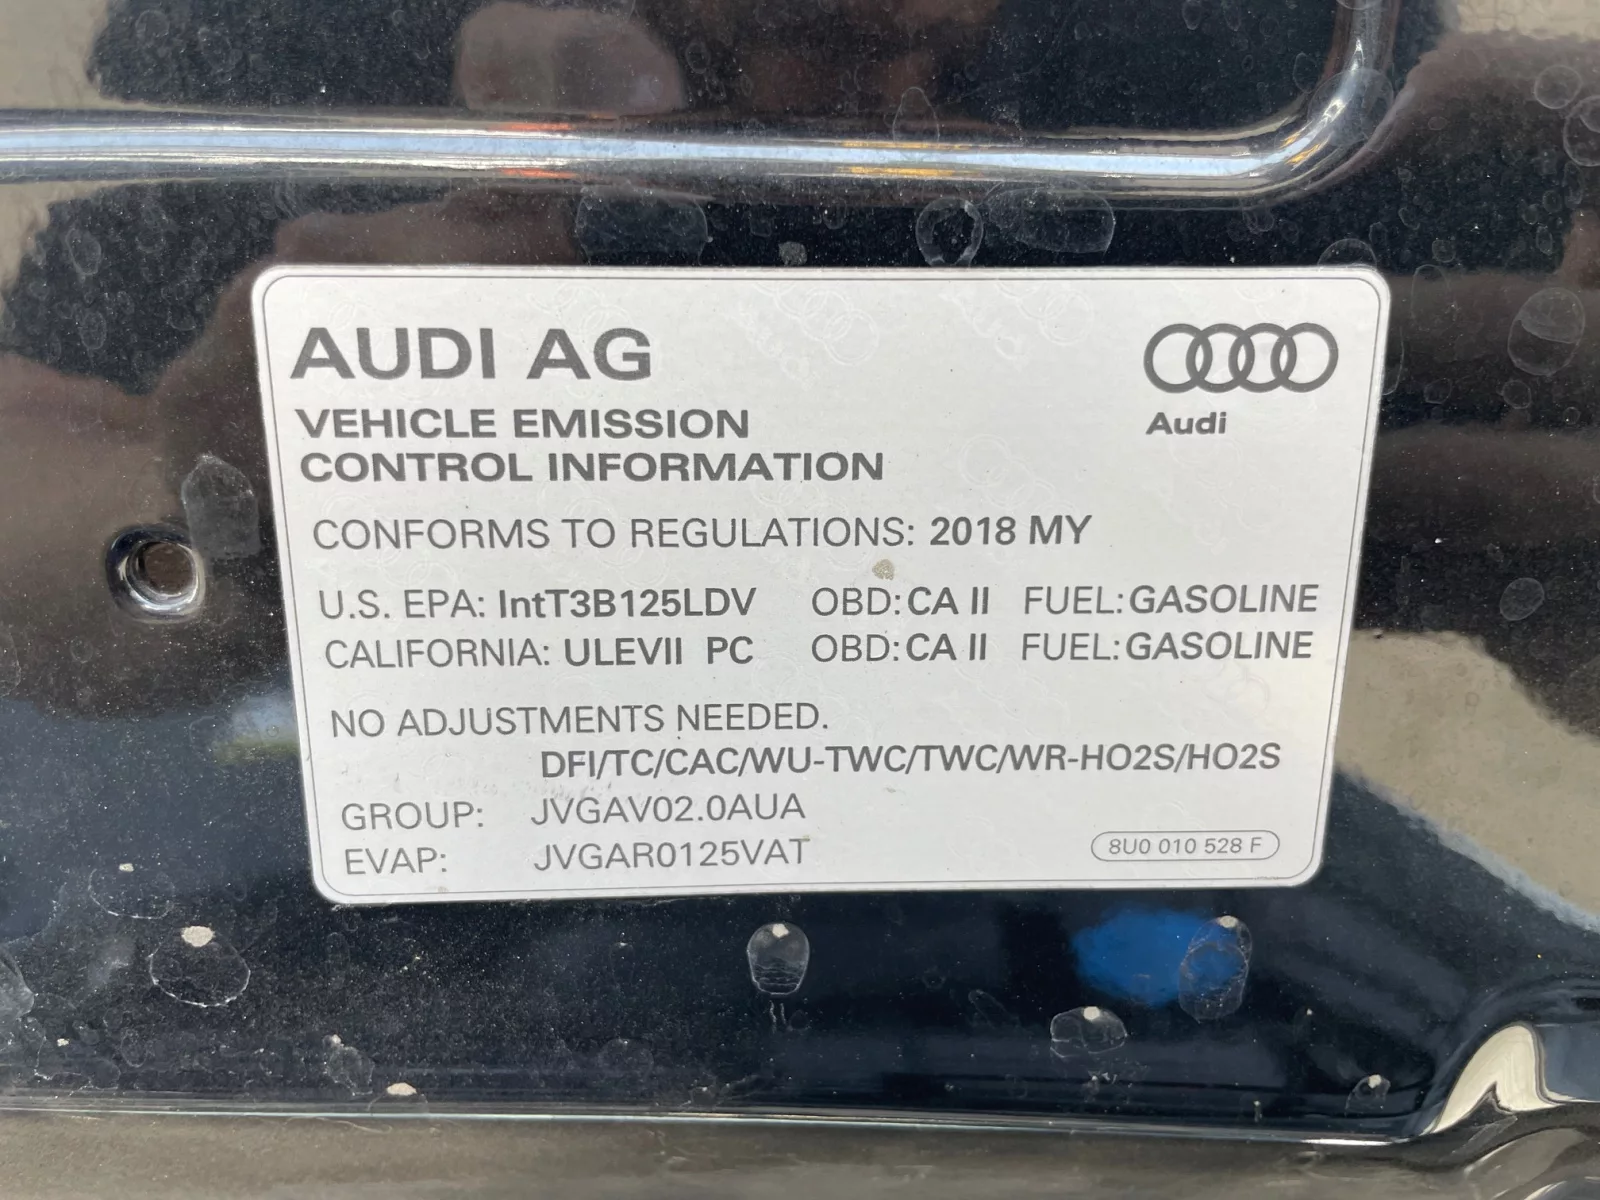 AUDI AG
Audi
VEHICLE EMISSION
CONTROL INFORMATION
CONFORMS TO REGULATIONS: 2018 MY
U.S. EPA: IntT3B125LDV OBD: CA II FUEL: GASOLINE
CALIFORNIA: ULEVII PC OBD: CA II FUEL: GASOLINE
NO ADJUSTMENTS NEEDED.
DFI/TC/CAC/WU-TWC/TWC/WR-HO2S/HO2S
GROUP: JVGAV02.0AUA
EVAP: JVGAR0125VAT
8U0 010 528 F